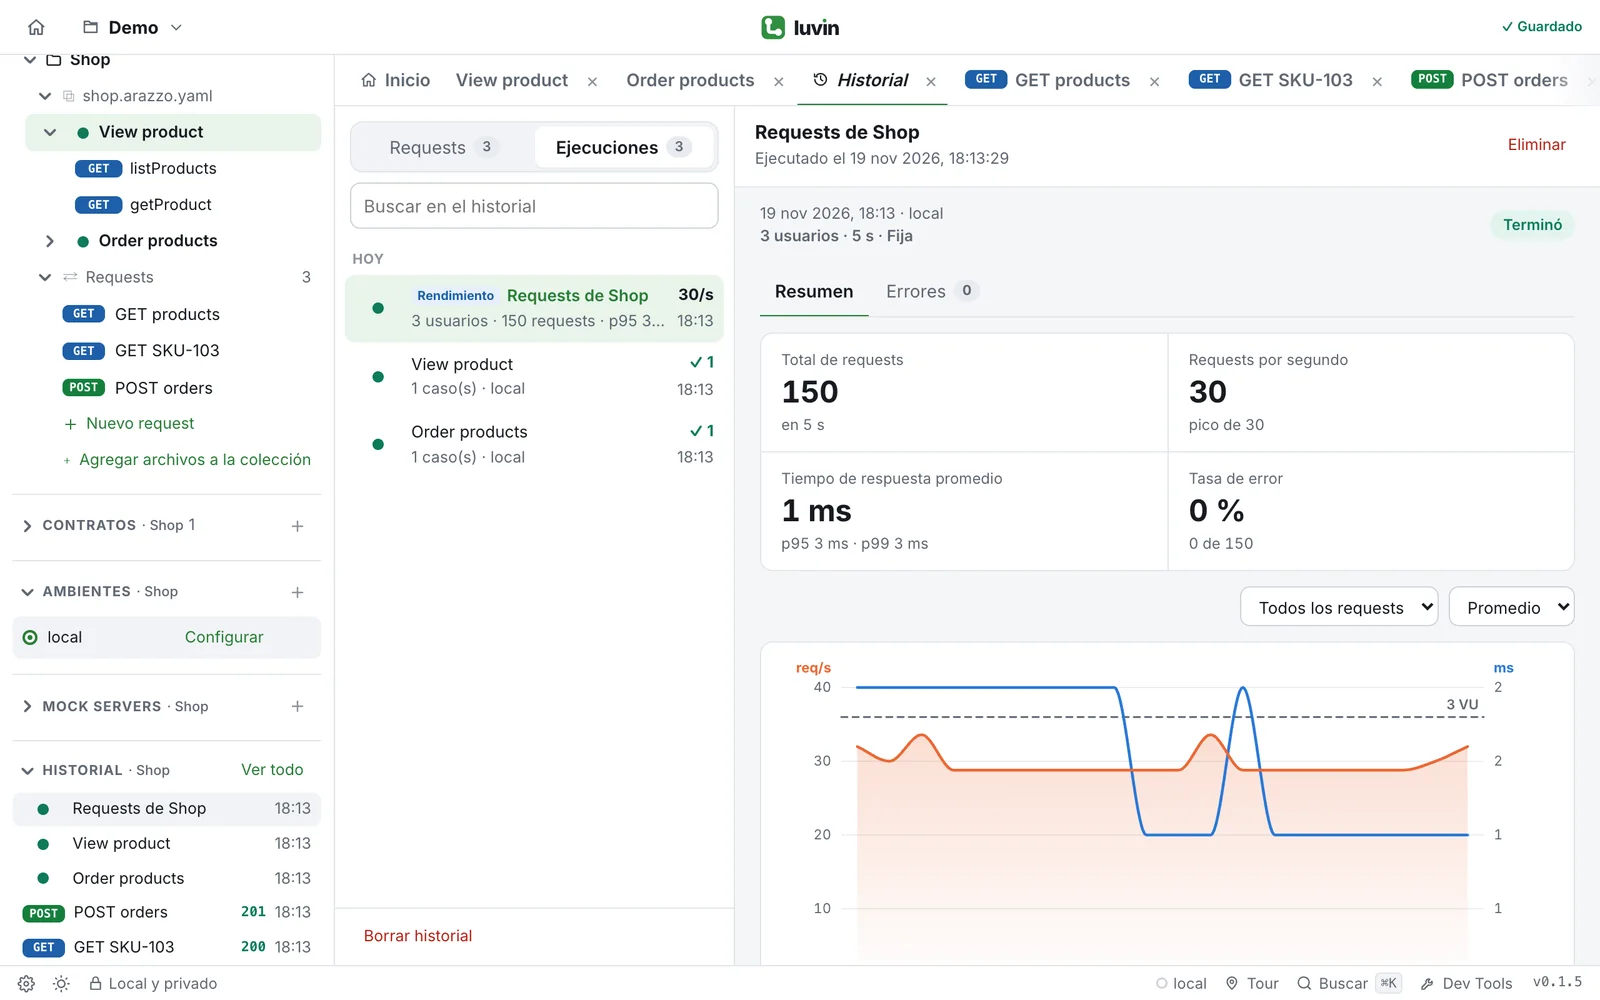 Demo
luvin
Guardado
Shop
shop.arazzo.yaml
View product
GET listProducts
GET getProduct
Order products
Requests 3
GET GET products
GET GET SKU-103
POST POST orders
+ Nuevo request
+ Agregar archivos a la colección
CONTRATOS · Shop 1 +
AMBIENTES · Shop +
local Configurar
MOCK SERVERS · Shop +
HISTORIAL · Shop Ver todo
Requests de Shop 18:13
View product 18:13
Order products 18:13
POST POST orders 201 18:13
GET GET SKU-103 200 18:13
Inicio
View product ×
Order products ×
Historial ×
GET GET products ×
GET GET SKU-103 ×
POST POST orders ×
Requests 3
Ejecuciones 3
Buscar en el historial
HOY
Rendimiento Requests de Shop 30/s
3 usuarios · 150 requests · p95 3... 18:13
View product ✓ 1
1 caso(s) · local 18:13
Order products ✓ 1
1 caso(s) · local 18:13
Borrar historial
Requests de Shop
Ejecutado el 19 nov 2026, 18:13:29
Eliminar
19 nov 2026, 18:13 · local
3 usuarios · 5 s · Fija
Terminó
Resumen
Errores 0
Total de requests
150
en 5 s
Requests por segundo
30
pico de 30
Tiempo de respuesta promedio
1 ms
p95 3 ms · p99 3 ms
Tasa de error
0 %
0 de 150
Todos los requests
Promedio
req/s ms
40 2
3 VU
30 2
20 1
10 1
Local y privado
local
Tour
Buscar ⌘K
Dev Tools
v0.1.5